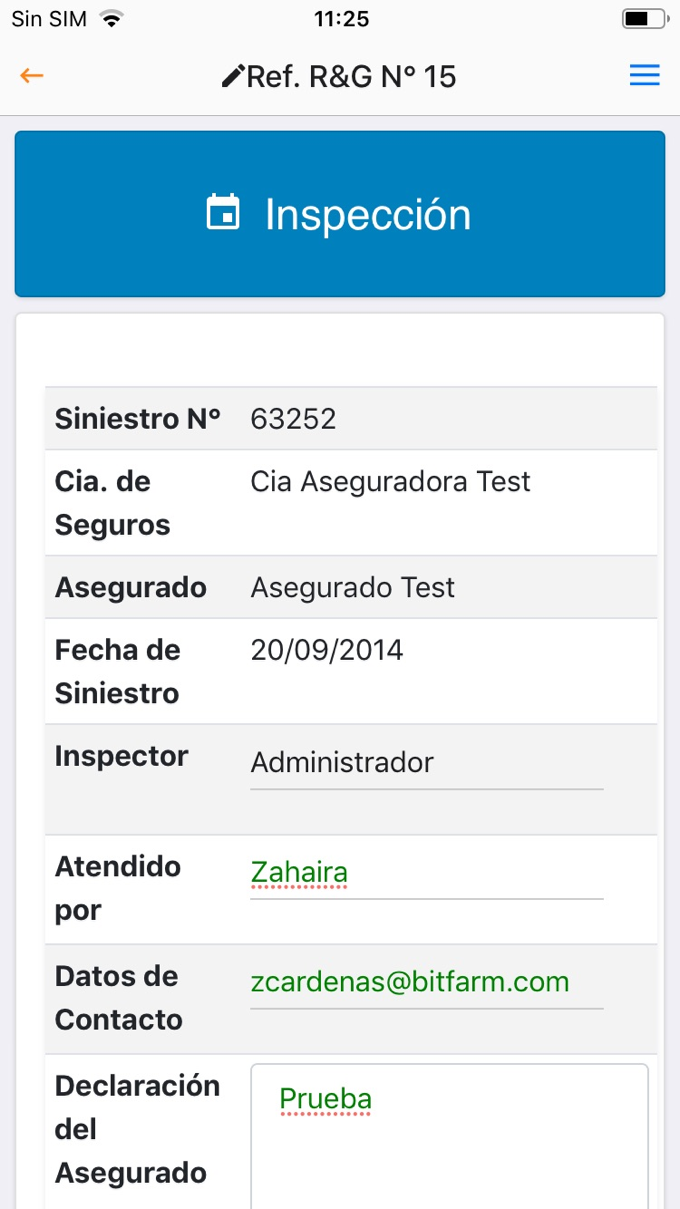 Sin SIM 11:25
Ref. R&G N° 15
Inspección
Siniestro N° 63252
Cia. de Cia Aseguradora Test
Seguros
Asegurado Asegurado Test
Fecha de 20/09/2014
Siniestro
Inspector Administrador
Atendido Zahaira
por
Datos de zcardenas@bitfarm.com
Contacto
Declaración Prueba
del
Asegurado